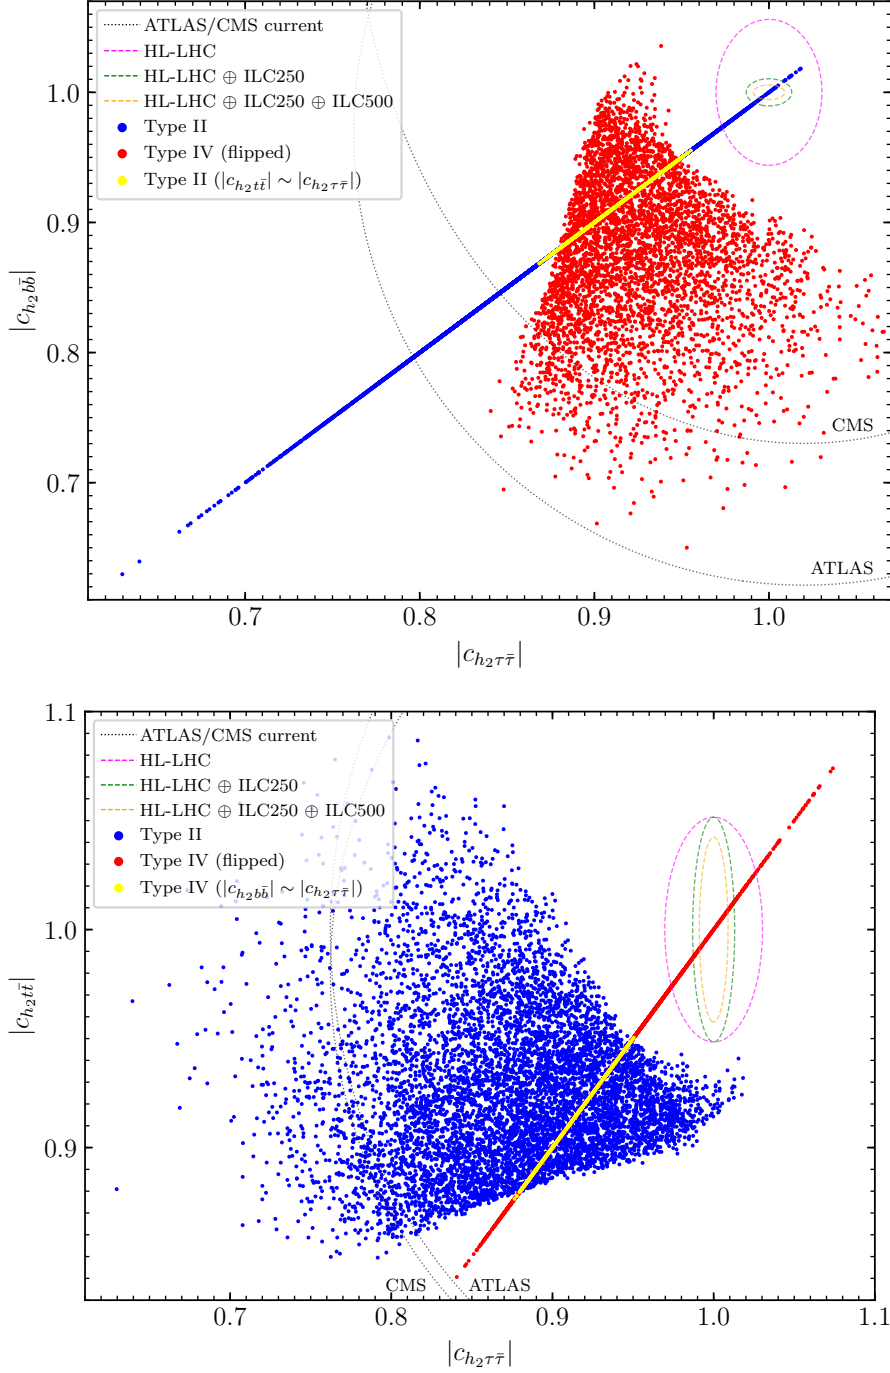 ATLAS/CMS current
HL-LHC
HL-LHC ⊕ ILC250
HL-LHC ⊕ ILC250 ⊕ ILC500
Type II
Type IV (flipped)
Type II (|c_{h_2 t\bar{t}}| ∼ |c_{h_2 τ\bar{τ}}|)
1.0
0.9
0.8
0.7
|c_{h_2 b\bar{b}}|
CMS
ATLAS
0.7 0.8 0.9 1.0
|c_{h_2 τ\bar{τ}}|
1.1
ATLAS/CMS current
HL-LHC
HL-LHC ⊕ ILC250
HL-LHC ⊕ ILC250 ⊕ ILC500
Type II
Type IV (flipped)
Type IV (|c_{h_2 b\bar{b}}| ∼ |c_{h_2 τ\bar{τ}}|)
1.0
0.9
|c_{h_2 t\bar{t}}|
CMS ATLAS
0.7 0.8 0.9 1.0 1.1
|c_{h_2 τ\bar{τ}}|